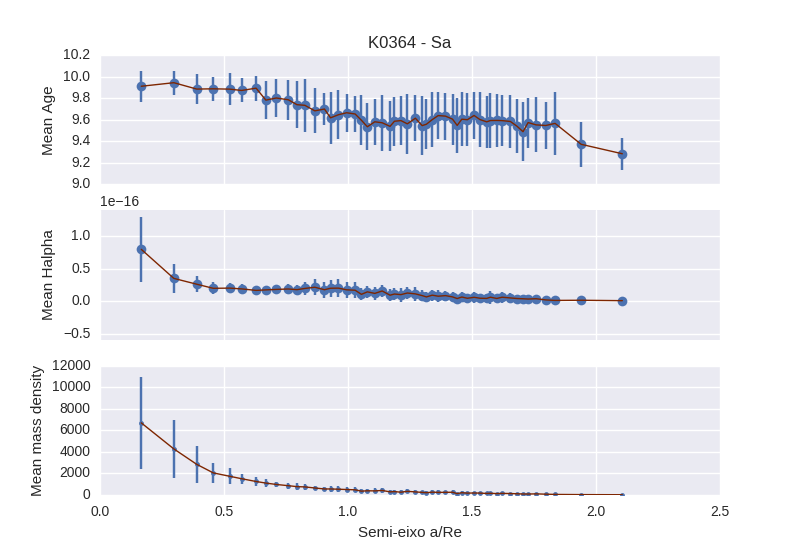 K0364 - Sa
10.2
10.0
9.8
9.6
9.4
9.2
9.0
Mean Age
1e−16
1.0
0.5
0.0
−0.5
Mean Halpha
12000
10000
8000
6000
4000
2000
0
Mean mass density
0.0 0.5 1.0 1.5 2.0 2.5
Semi-eixo a/Re